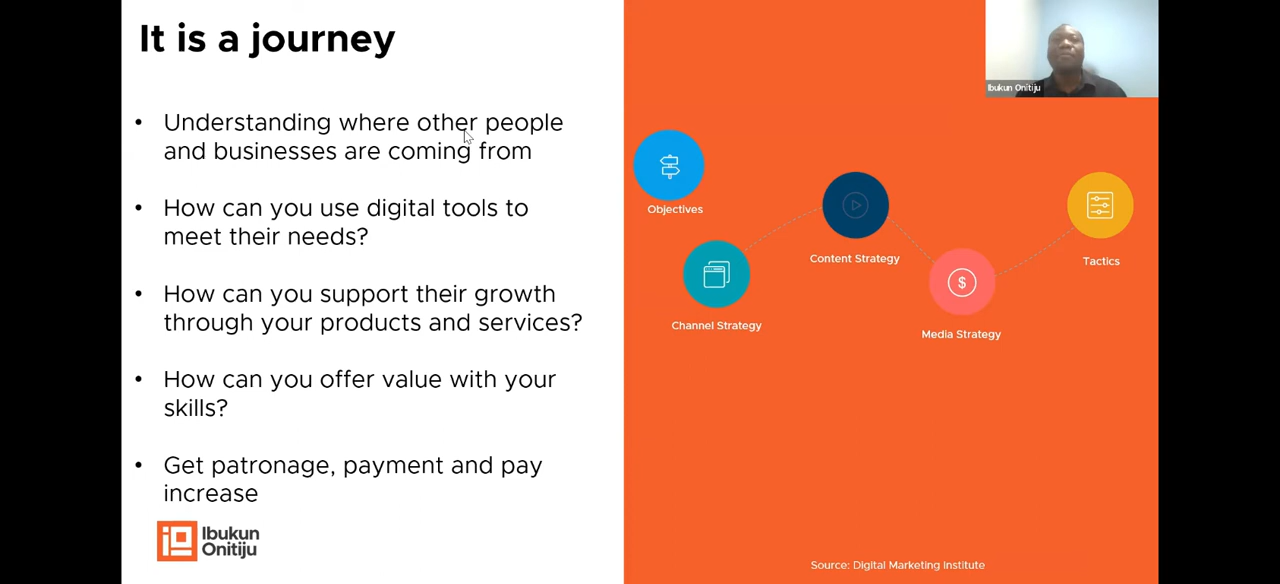 It is a journey
• Understanding where other people
and businesses are coming from
• How can you use digital tools to
meet their needs?
• How can you support their growth
through your products and services?
• How can you offer value with your
skills?
• Get patronage, payment and pay
increase
Ibukun
Onitiju
Ibukun Onitiju
Objectives
Channel Strategy
Content Strategy
$
Media Strategy
Tactics
Source: Digital Marketing Institute